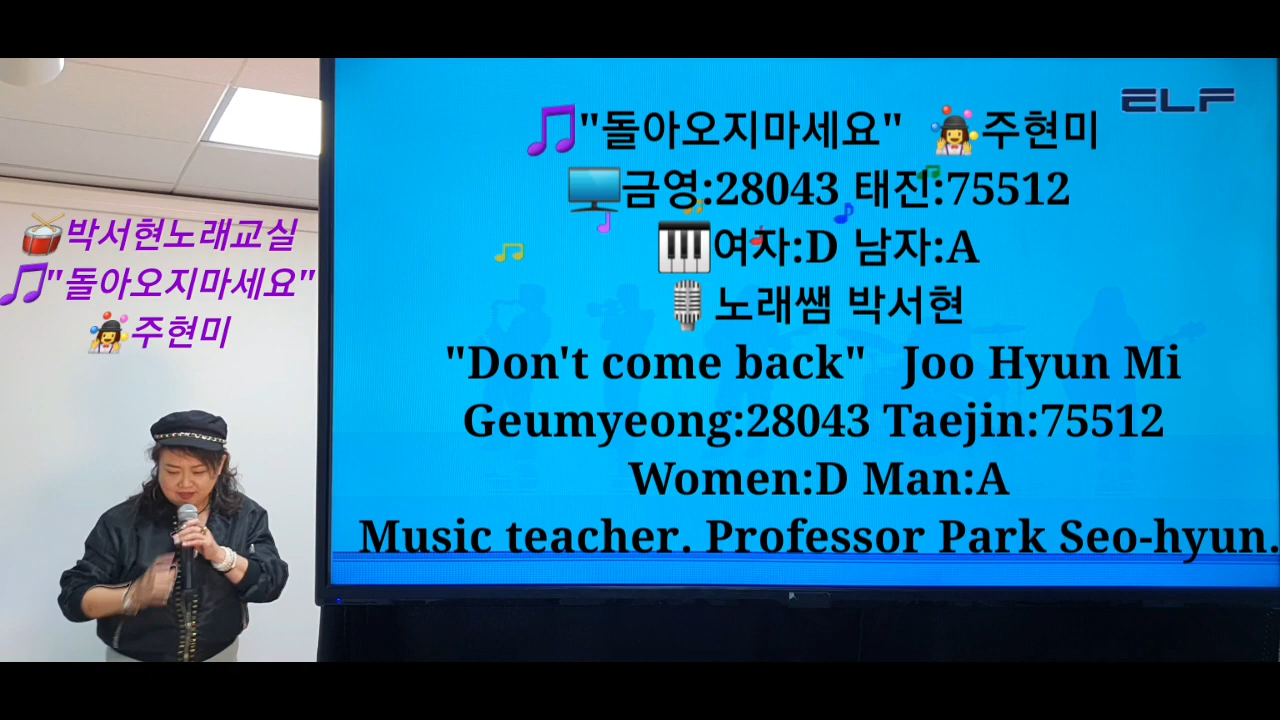 ELF
"돌아오지마세요" 주현미
금영:28043 태진:75512
여자:D 남자:A
노래쌤 박서현
"Don't come back" Joo Hyun Mi
Geumyeong:28043 Taejin:75512
Women:D Man:A
Music teacher. Professor Park Seo-hyun.
박서현노래교실
"돌아오지마세요"
주현미